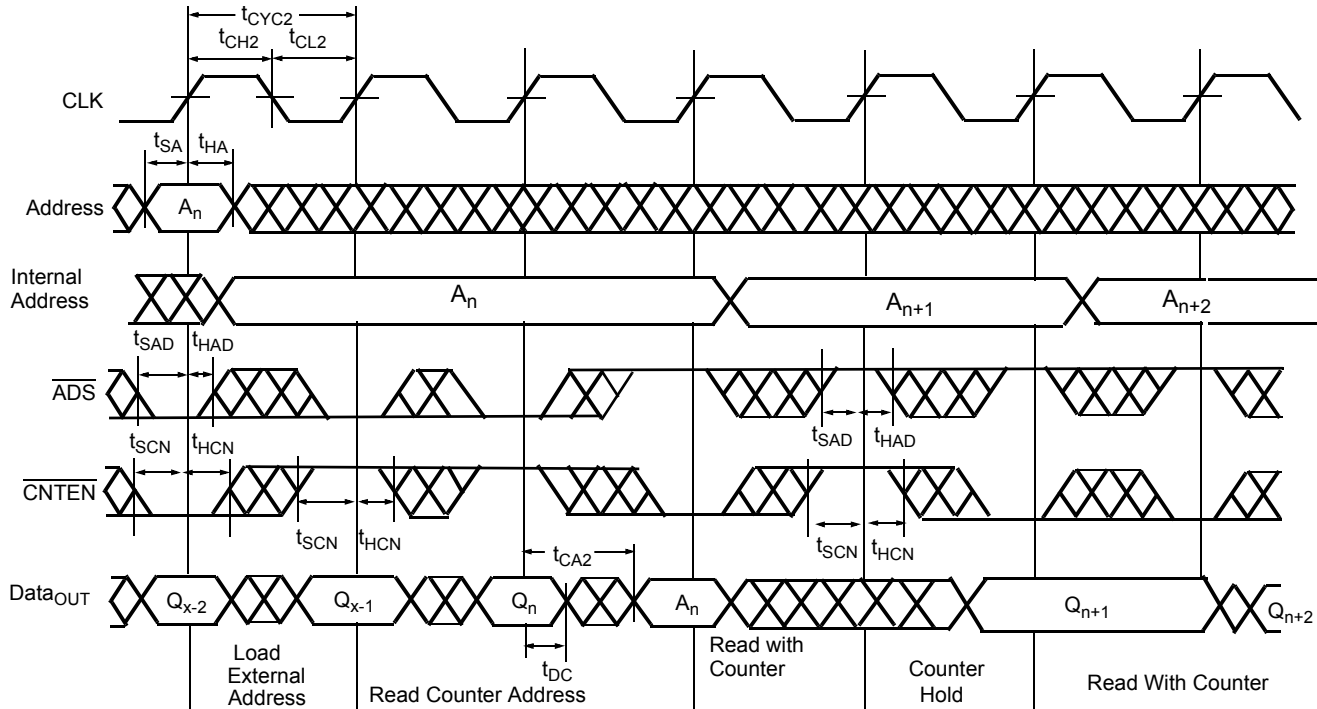 tCYC2
tCH2 tCL2
CLK
tSA tHA
Address An
Internal
Address An An+1 An+2
tSAD tHAD
ADS
tSCN tHCN tSAD tHAD
CNTEN
tSCN tHCN tSCN tHCN
tCA2
DataOUT Qx-2 Qx-1 Qn An Qn+1 Qn+2
tDC
Load
External
Address
Read Counter Address
Read with
Counter
Counter
Hold
Read With Counter